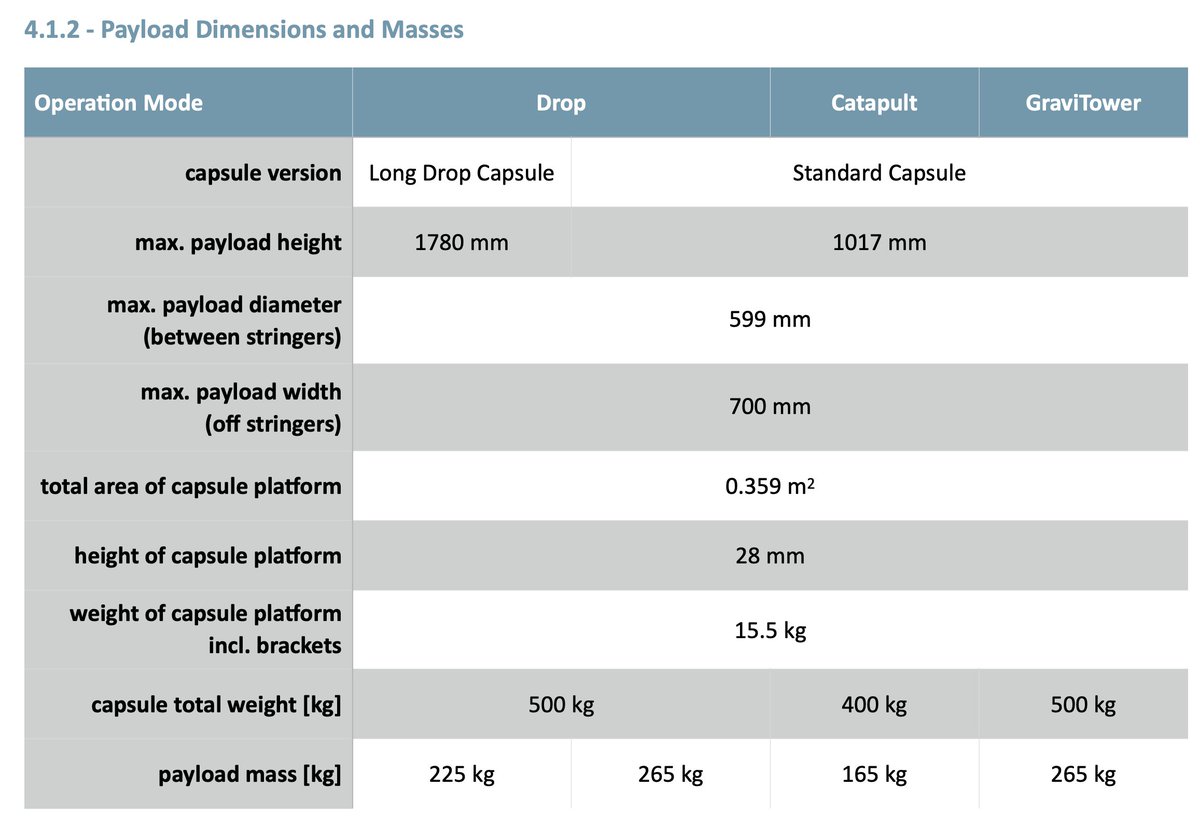 4.1.2 - Payload Dimensions and Masses
Operation Mode Drop Catapult GraviTower
capsule version Long Drop Capsule Standard Capsule
max. payload height 1780 mm 1017 mm
max. payload diameter
(between stringers) 599 mm
max. payload width
(off stringers) 700 mm
total area of capsule platform 0.359 m²
height of capsule platform 28 mm
weight of capsule platform
incl. brackets 15.5 kg
capsule total weight [kg] 500 kg 400 kg 500 kg
payload mass [kg] 225 kg 265 kg 165 kg 265 kg